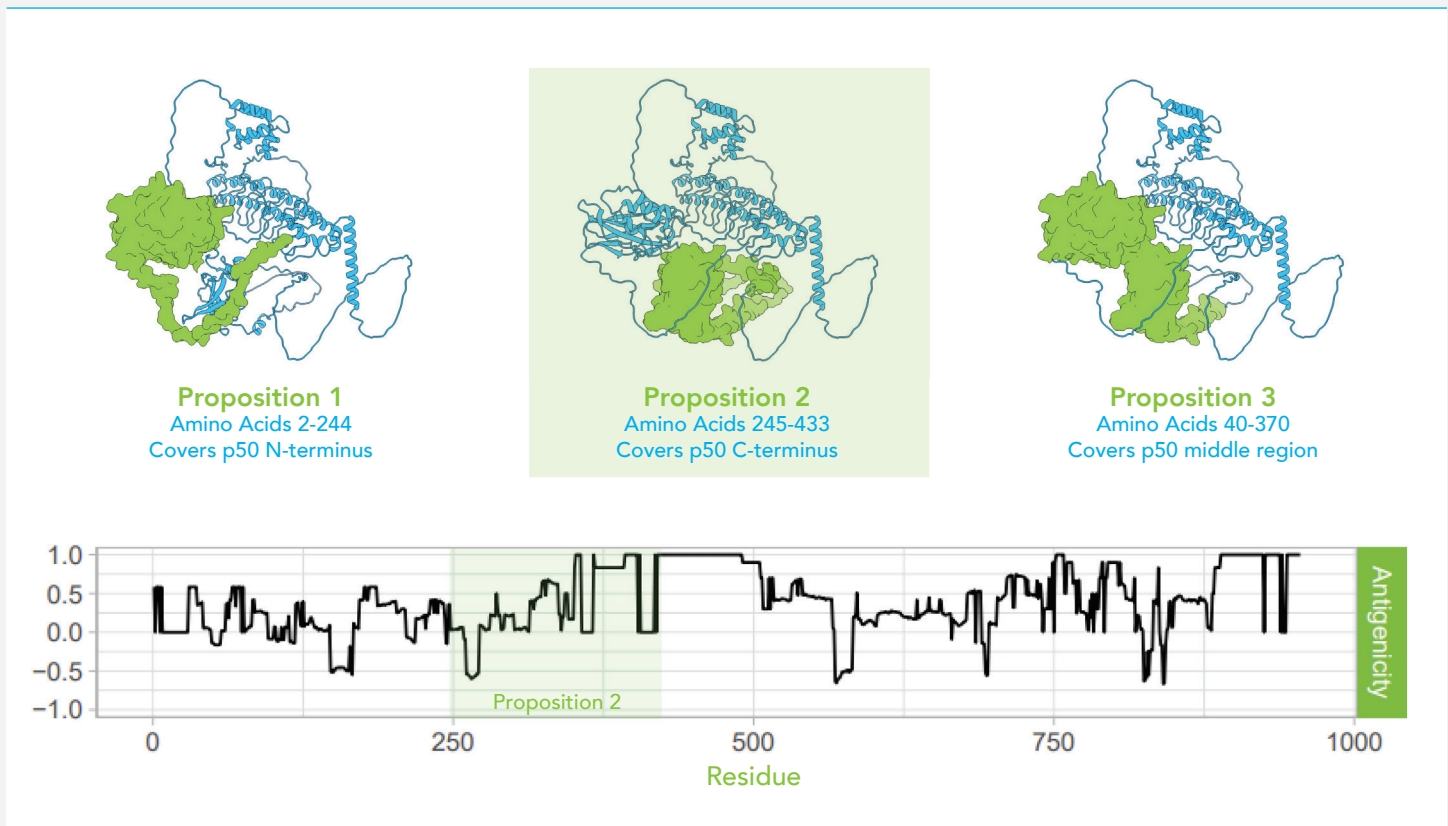 Proposition 1
Amino Acids 2-244
Covers p50 N-terminus
Proposition 2
Amino Acids 245-433
Covers p50 C-terminus
Proposition 3
Amino Acids 40-370
Covers p50 middle region
1.0
0.5
0.0
−0.5
−1.0
Proposition 2
Antigenicity
0
250
500
750
1000
Residue